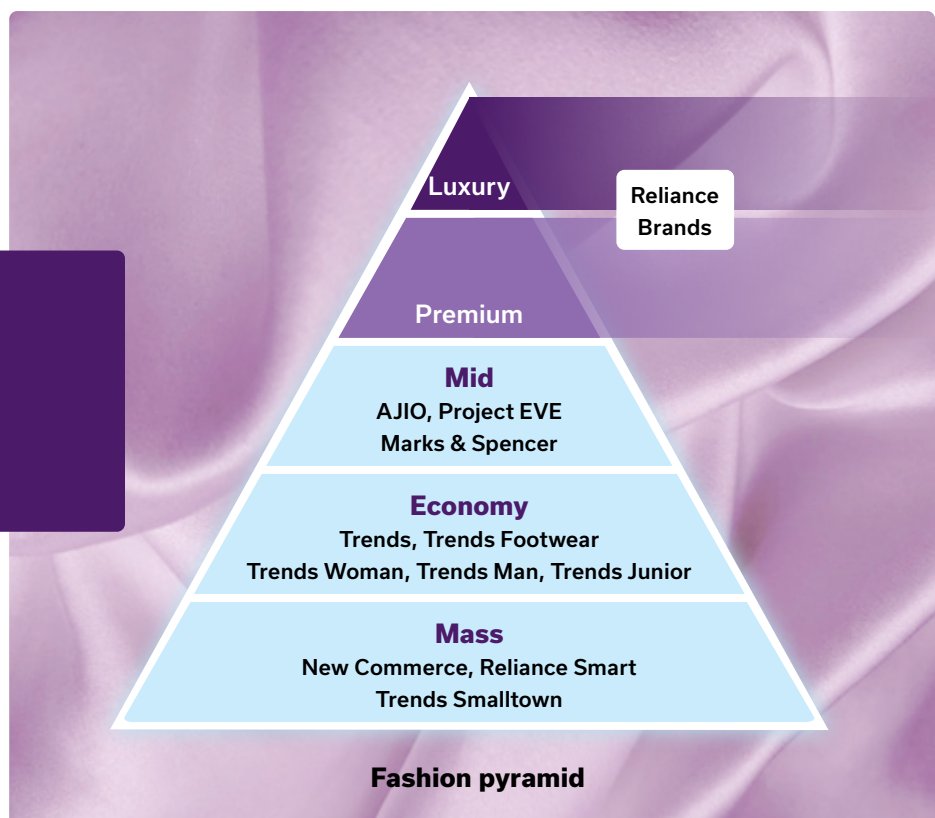 Luxury
Reliance
Brands
Premium
Mid
AJIO, Project EVE
Marks & Spencer
Economy
Trends, Trends Footwear
Trends Woman, Trends Man, Trends Junior
Mass
New Commerce, Reliance Smart
Trends Smalltown
Fashion pyramid